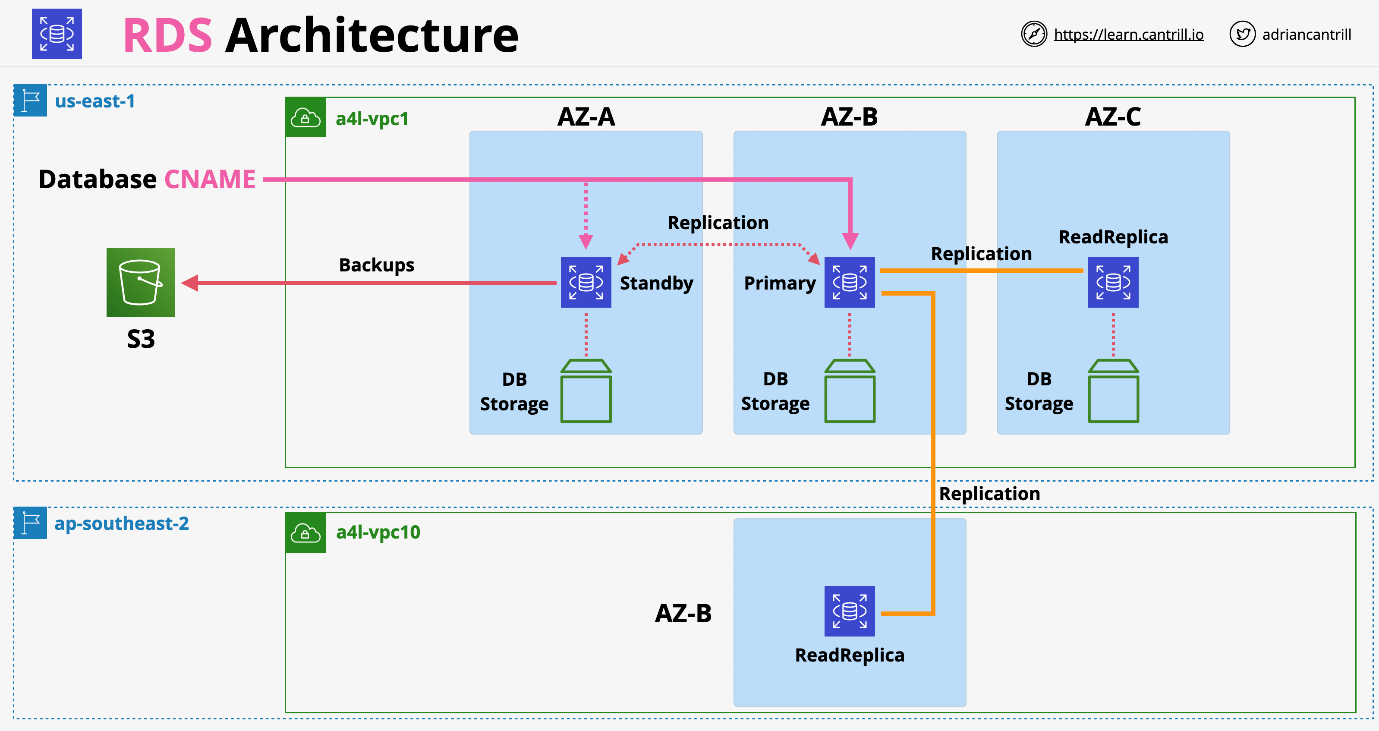 RDS Architecture
https://learn.cantrill.io
adriancantrill
us-east-1
a4l-vpc1
AZ-A
AZ-B
AZ-C
Database CNAME
Replication
ReadReplica
Replication
Backups
Standby
Primary
S3
DB
Storage
DB
Storage
DB
Storage
Replication
ap-southeast-2
a4l-vpc10
AZ-B
ReadReplica